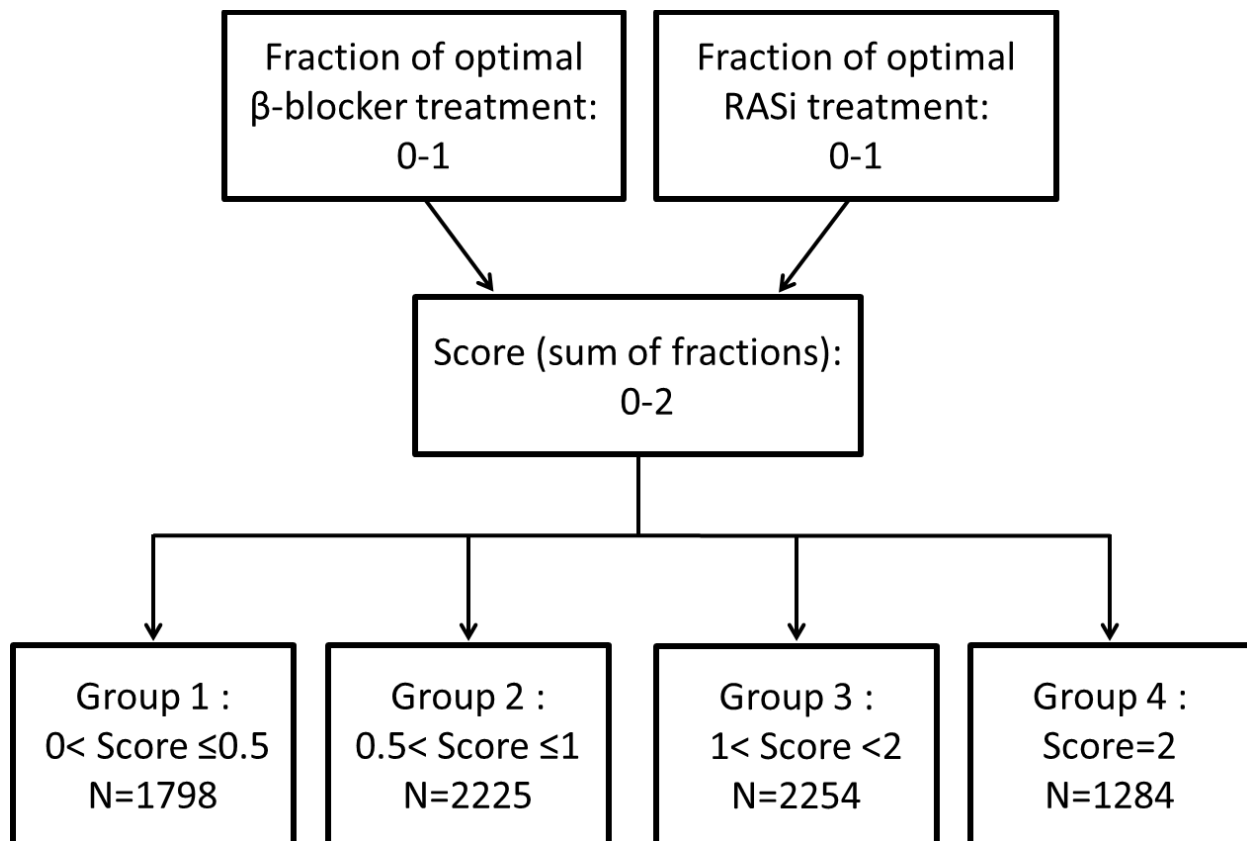 Fraction of optimal
β-blocker treatment:
0-1
Fraction of optimal
RASi treatment:
0-1
Score (sum of fractions):
0-2
Group 1 :
0< Score ≤0.5
N=1798
Group 2 :
0.5< Score ≤1
N=2225
Group 3 :
1< Score <2
N=2254
Group 4 :
Score=2
N=1284